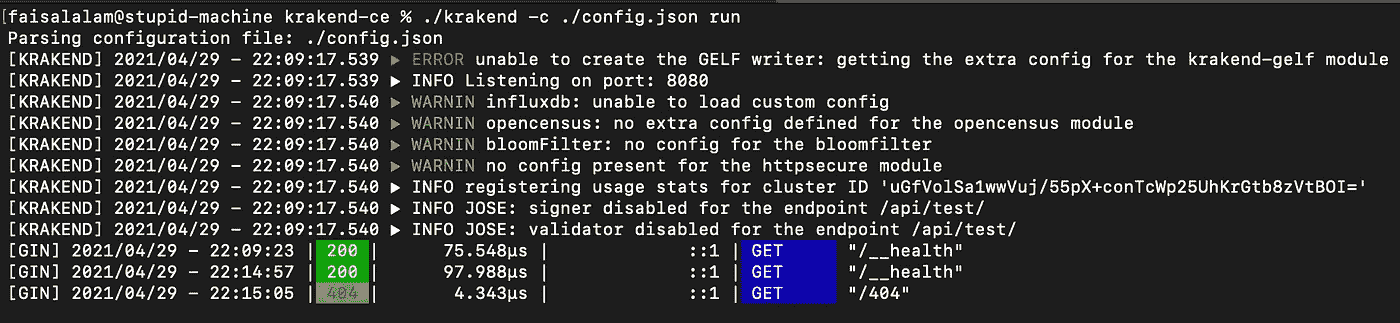 [faisalalam@stupid-machine krakend-ce % ./krakend -c ./config.json run
Parsing configuration file: ./config.json
[KRAKEND] 2021/04/29 - 22:09:17.539 ▶ ERROR unable to create the GELF writer: getting the extra config for the krakend-gelf module
[KRAKEND] 2021/04/29 - 22:09:17.539 ▶ INFO Listening on port: 8080
[KRAKEND] 2021/04/29 - 22:09:17.540 ▶ WARNIN influxdb: unable to load custom config
[KRAKEND] 2021/04/29 - 22:09:17.540 ▶ WARNIN opencensus: no extra config defined for the opencensus module
[KRAKEND] 2021/04/29 - 22:09:17.540 ▶ WARNIN bloomFilter: no config for the bloomfilter
[KRAKEND] 2021/04/29 - 22:09:17.540 ▶ WARNIN no config present for the httpsecure module
[KRAKEND] 2021/04/29 - 22:09:17.540 ▶ INFO registering usage stats for cluster ID 'uGfVolSa1wwVuj/55pX+conTcWp25UhKrGtb8zVtBOI='
[KRAKEND] 2021/04/29 - 22:09:17.540 ▶ INFO JOSE: signer disabled for the endpoint /api/test/
[KRAKEND] 2021/04/29 - 22:09:17.540 ▶ INFO JOSE: validator disabled for the endpoint /api/test/
[GIN] 2021/04/29 - 22:09:23 | 200 | 75.548µs | ::1 | GET "/__health"
[GIN] 2021/04/29 - 22:14:57 | 200 | 97.988µs | ::1 | GET "/__health"
[GIN] 2021/04/29 - 22:15:05 | 404 | 4.343µs | ::1 | GET "/404"